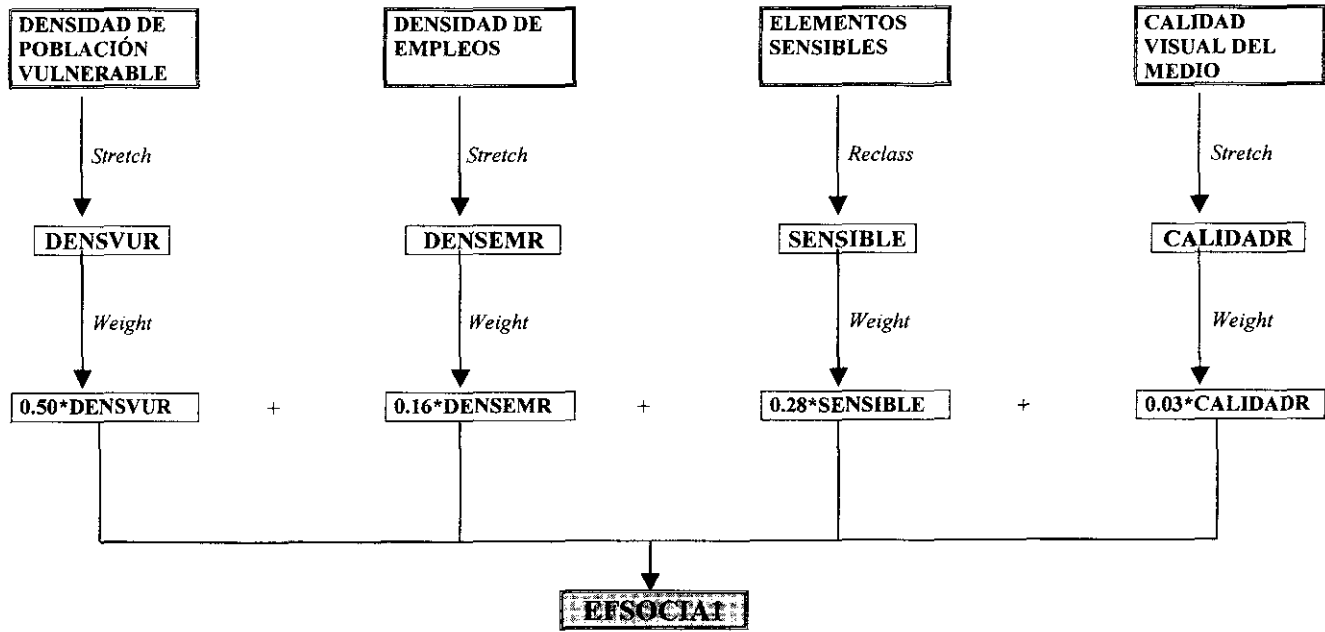 DENSIDAD DE
POBLACIÓN
VULNERABLE
DENSIDAD DE
EMPLEOS
ELEMENTOS
SENSIBLES
CALIDAD
VISUAL DEL
MEDIO
Stretch
Stretch
Reclass
Stretch
DENSVUR
DENSEMR
SENSIBLE
CALIDADR
Weight
Weight
Weight
Weight
0.50*DENSVUR + 0.16*DENSEMR + 0.28*SENSIBLE + 0.03*CALIDADR
EFSOCIA1